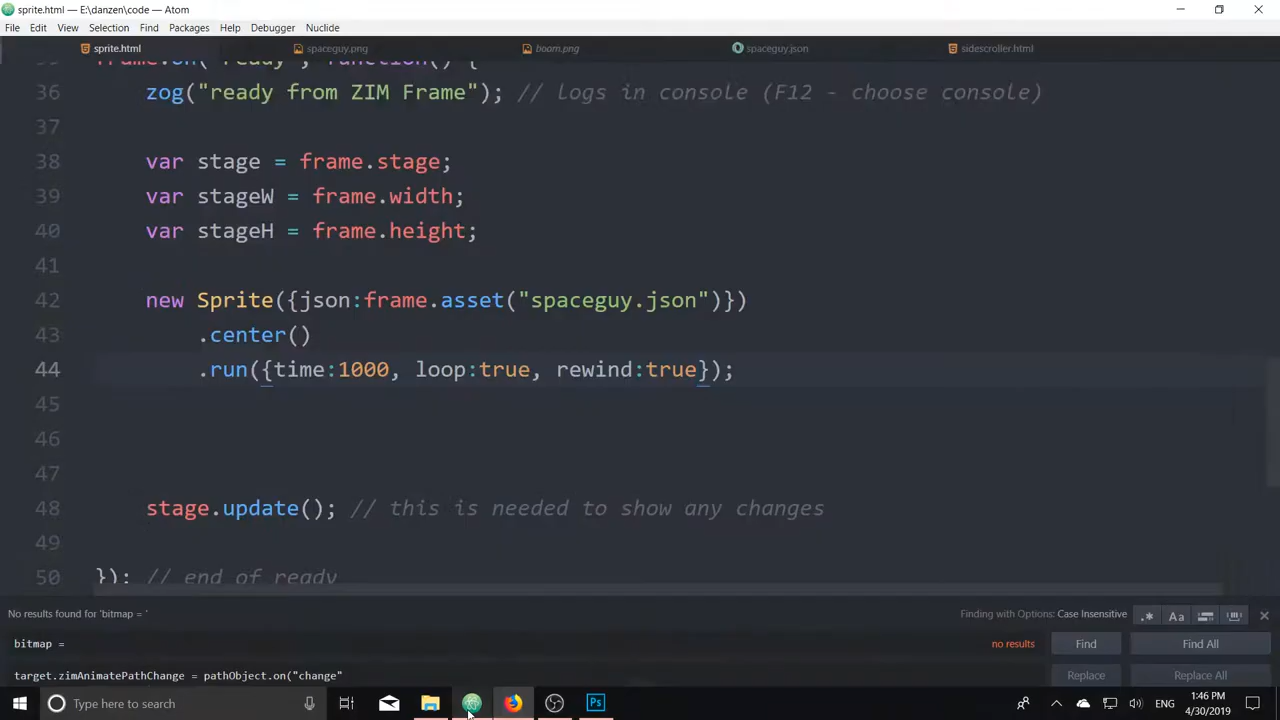 sprite.html — E:\danzen\code — Atom
File Edit View Selection Find Packages Help Debugger Nuclide
sprite.html spaceguy.png boom.png spaceguy.json sidescroller.html
frame.on("ready", function() {
36 zog("ready from ZIM Frame"); // logs in console (F12 - choose console)
37
38 var stage = frame.stage;
39 var stageW = frame.width;
40 var stageH = frame.height;
41
42 new Sprite({json:frame.asset("spaceguy.json")})
43 .center()
44 .run({time:1000, loop:true, rewind:true});
45
46
47
48 stage.update(); // this is needed to show any changes
49
50 }); // end of ready
No results found for 'bitmap = '
Finding with Options: Case Insensitive
.* Aa
bitmap =
no results
Find Find All
target.zimAnimatePathChange = pathObject.on("change"
Replace Replace All
Type here to search
Ps
ENG
1:46 PM
4/30/2019